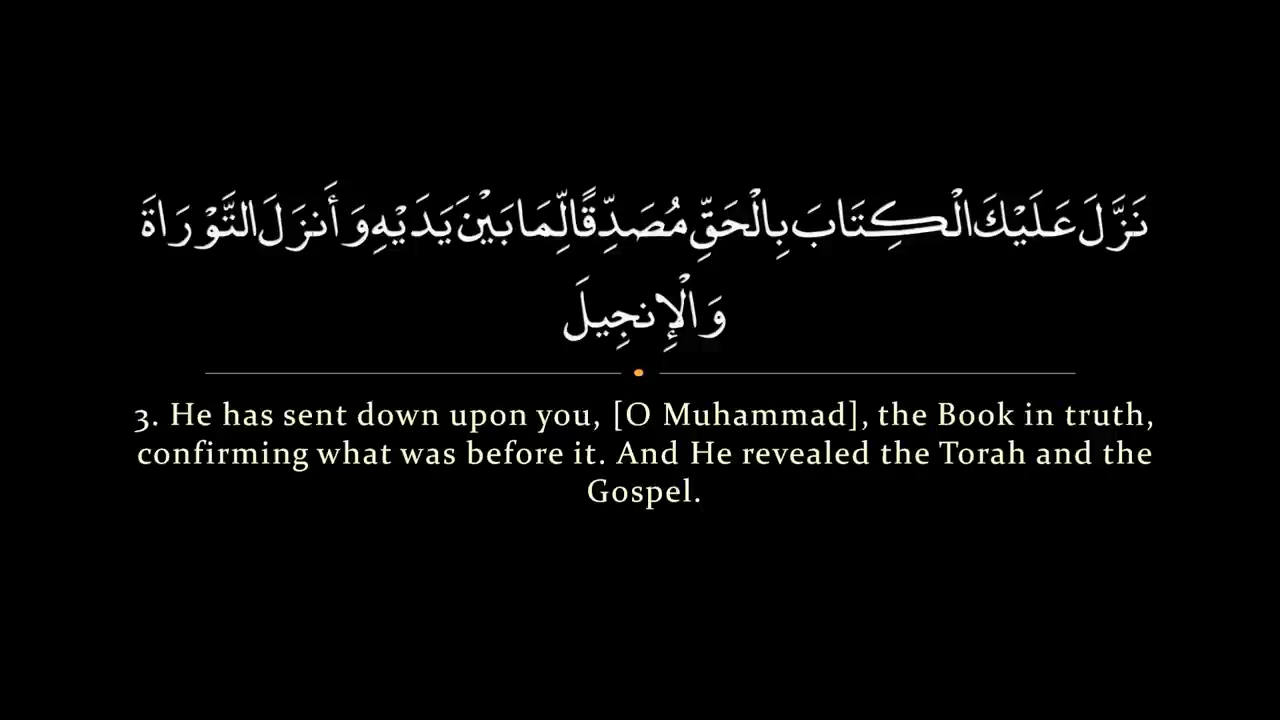 نَزَّلَ عَلَيْكَ الْكِتَابَ بِالْحَقِّ مُصَدِّقًا لِّمَا بَيْنَ يَدَيْهِ وَأَنزَلَ التَّوْرَاةَ
وَالْإِنجِيلَ
3. He has sent down upon you, [O Muhammad], the Book in truth,
confirming what was before it. And He revealed the Torah and the
Gospel.